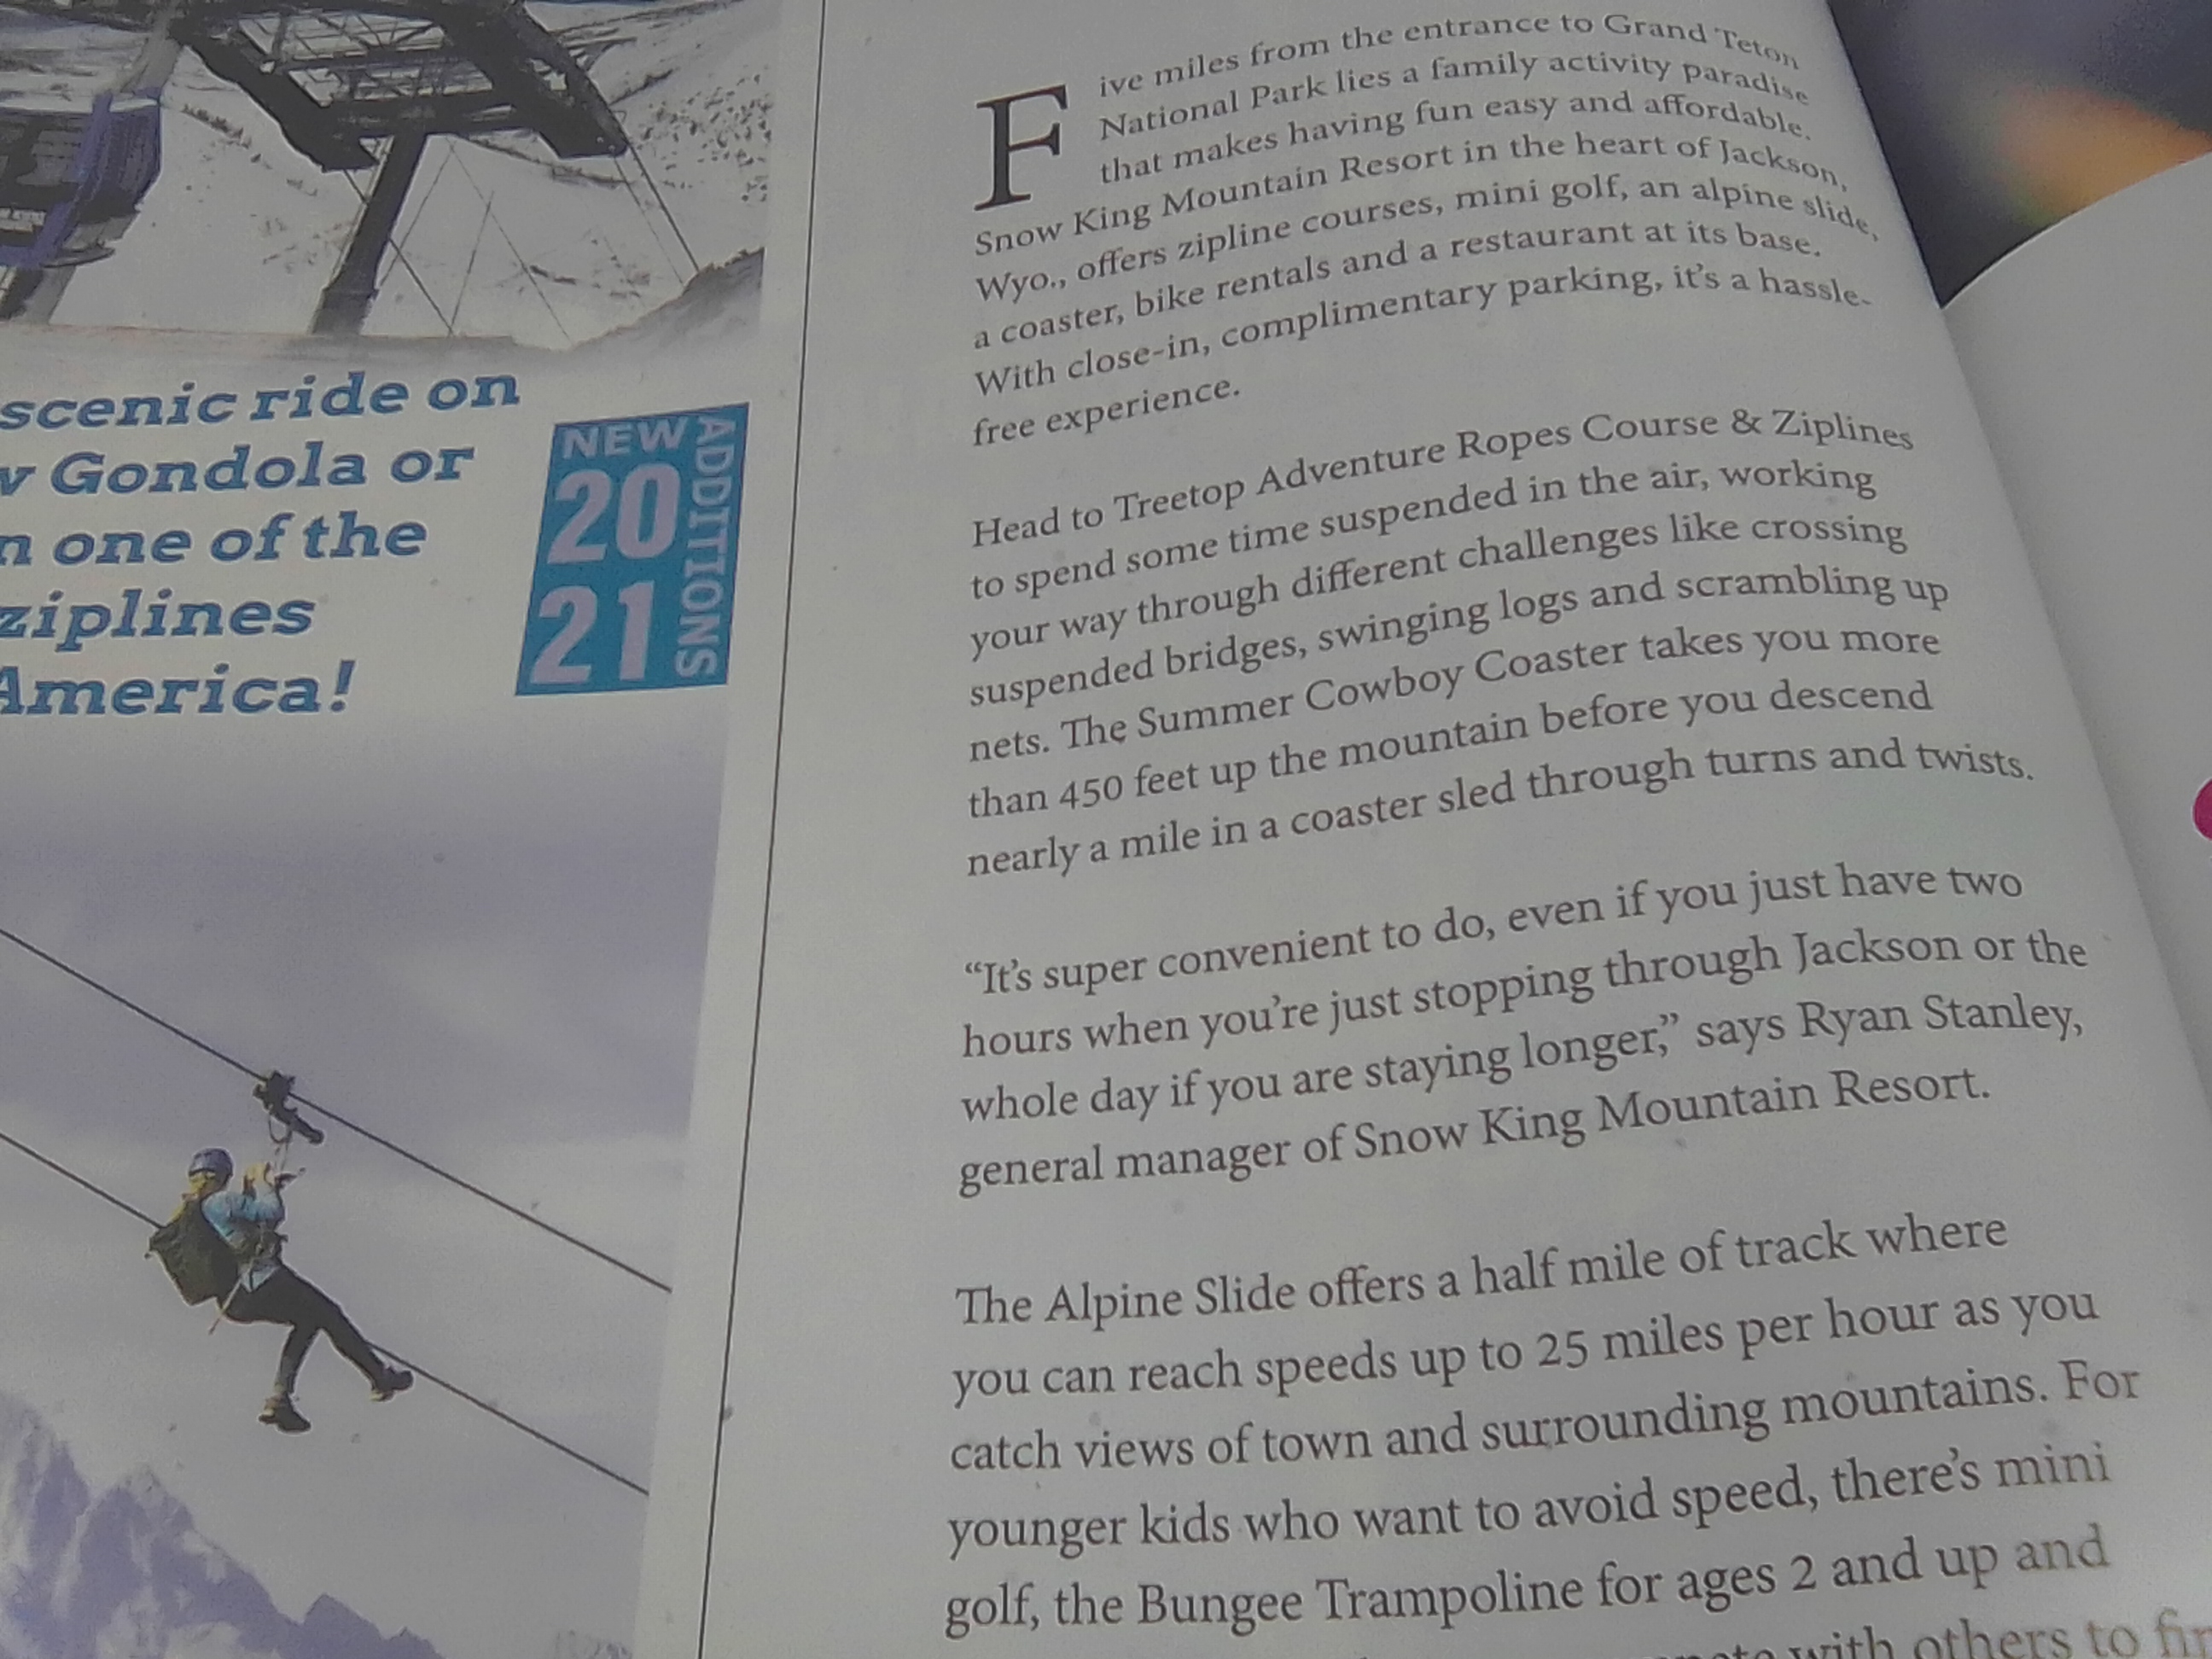 scenic ride on
Gondola or
one of the
ziplines
America!
NEW
20
21
ADDITIONS
Five miles from the entrance to Grand Teton
National Park lies a family activity paradise
that makes having fun easy and affordable.
Snow King Mountain Resort in the heart of Jackson,
Wyo., offers zipline courses, mini golf, an alpine slide,
a coaster, bike rentals and a restaurant at its base.
With close-in, complimentary parking, it's a hassle-
free experience.
Head to Treetop Adventure Ropes Course & Ziplines
to spend some time suspended in the air, working
your way through different challenges like crossing
suspended bridges, swinging logs and scrambling up
nets. The Summer Cowboy Coaster takes you more
than 450 feet up the mountain before you descend
nearly a mile in a coaster sled through turns and twists.
“It's super convenient to do, even if you just have two
hours when you're just stopping through Jackson or the
whole day if you are staying longer,” says Ryan Stanley,
general manager of Snow King Mountain Resort.
The Alpine Slide offers a half mile of track where
you can reach speeds up to 25 miles per hour as you
catch views of town and surrounding mountains. For
younger kids who want to avoid speed, there's mini
golf, the Bungee Trampoline for ages 2 and up and
with others to